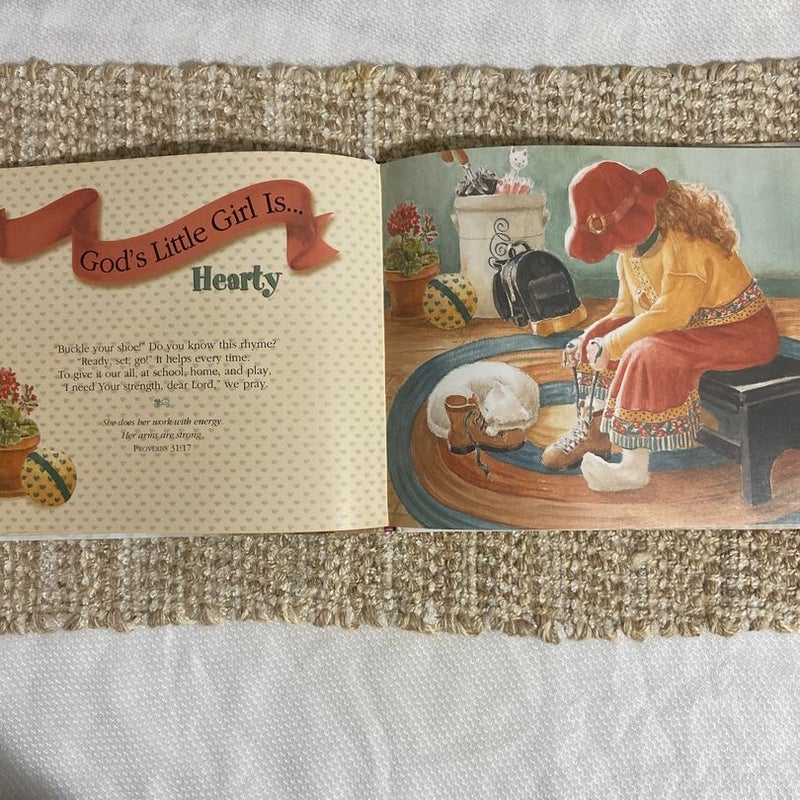 God's Little Girl Is...
Hearty
"Buckle your shoe!" Do you know this rhyme?
"Ready, set, go!" It helps every time.
To give it our all, at school, home, and play,
"I need Your strength, dear Lord," we pray.
She does her work with energy.
Her arms are strong.
PROVERBS 31:17